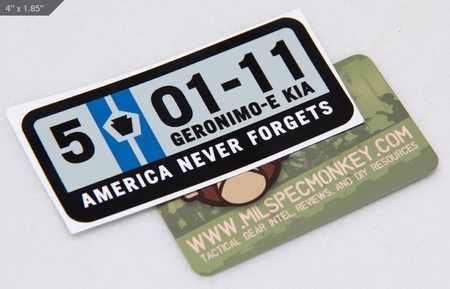 4" x 1.85"
5 01-11
GERONIMO-E KIA
AMERICA NEVER FORGETS
WWW.MILSPECMONKEY.COM
TACTICAL GEAR INTEL, REVIEWS, AND DIY RESOURCES